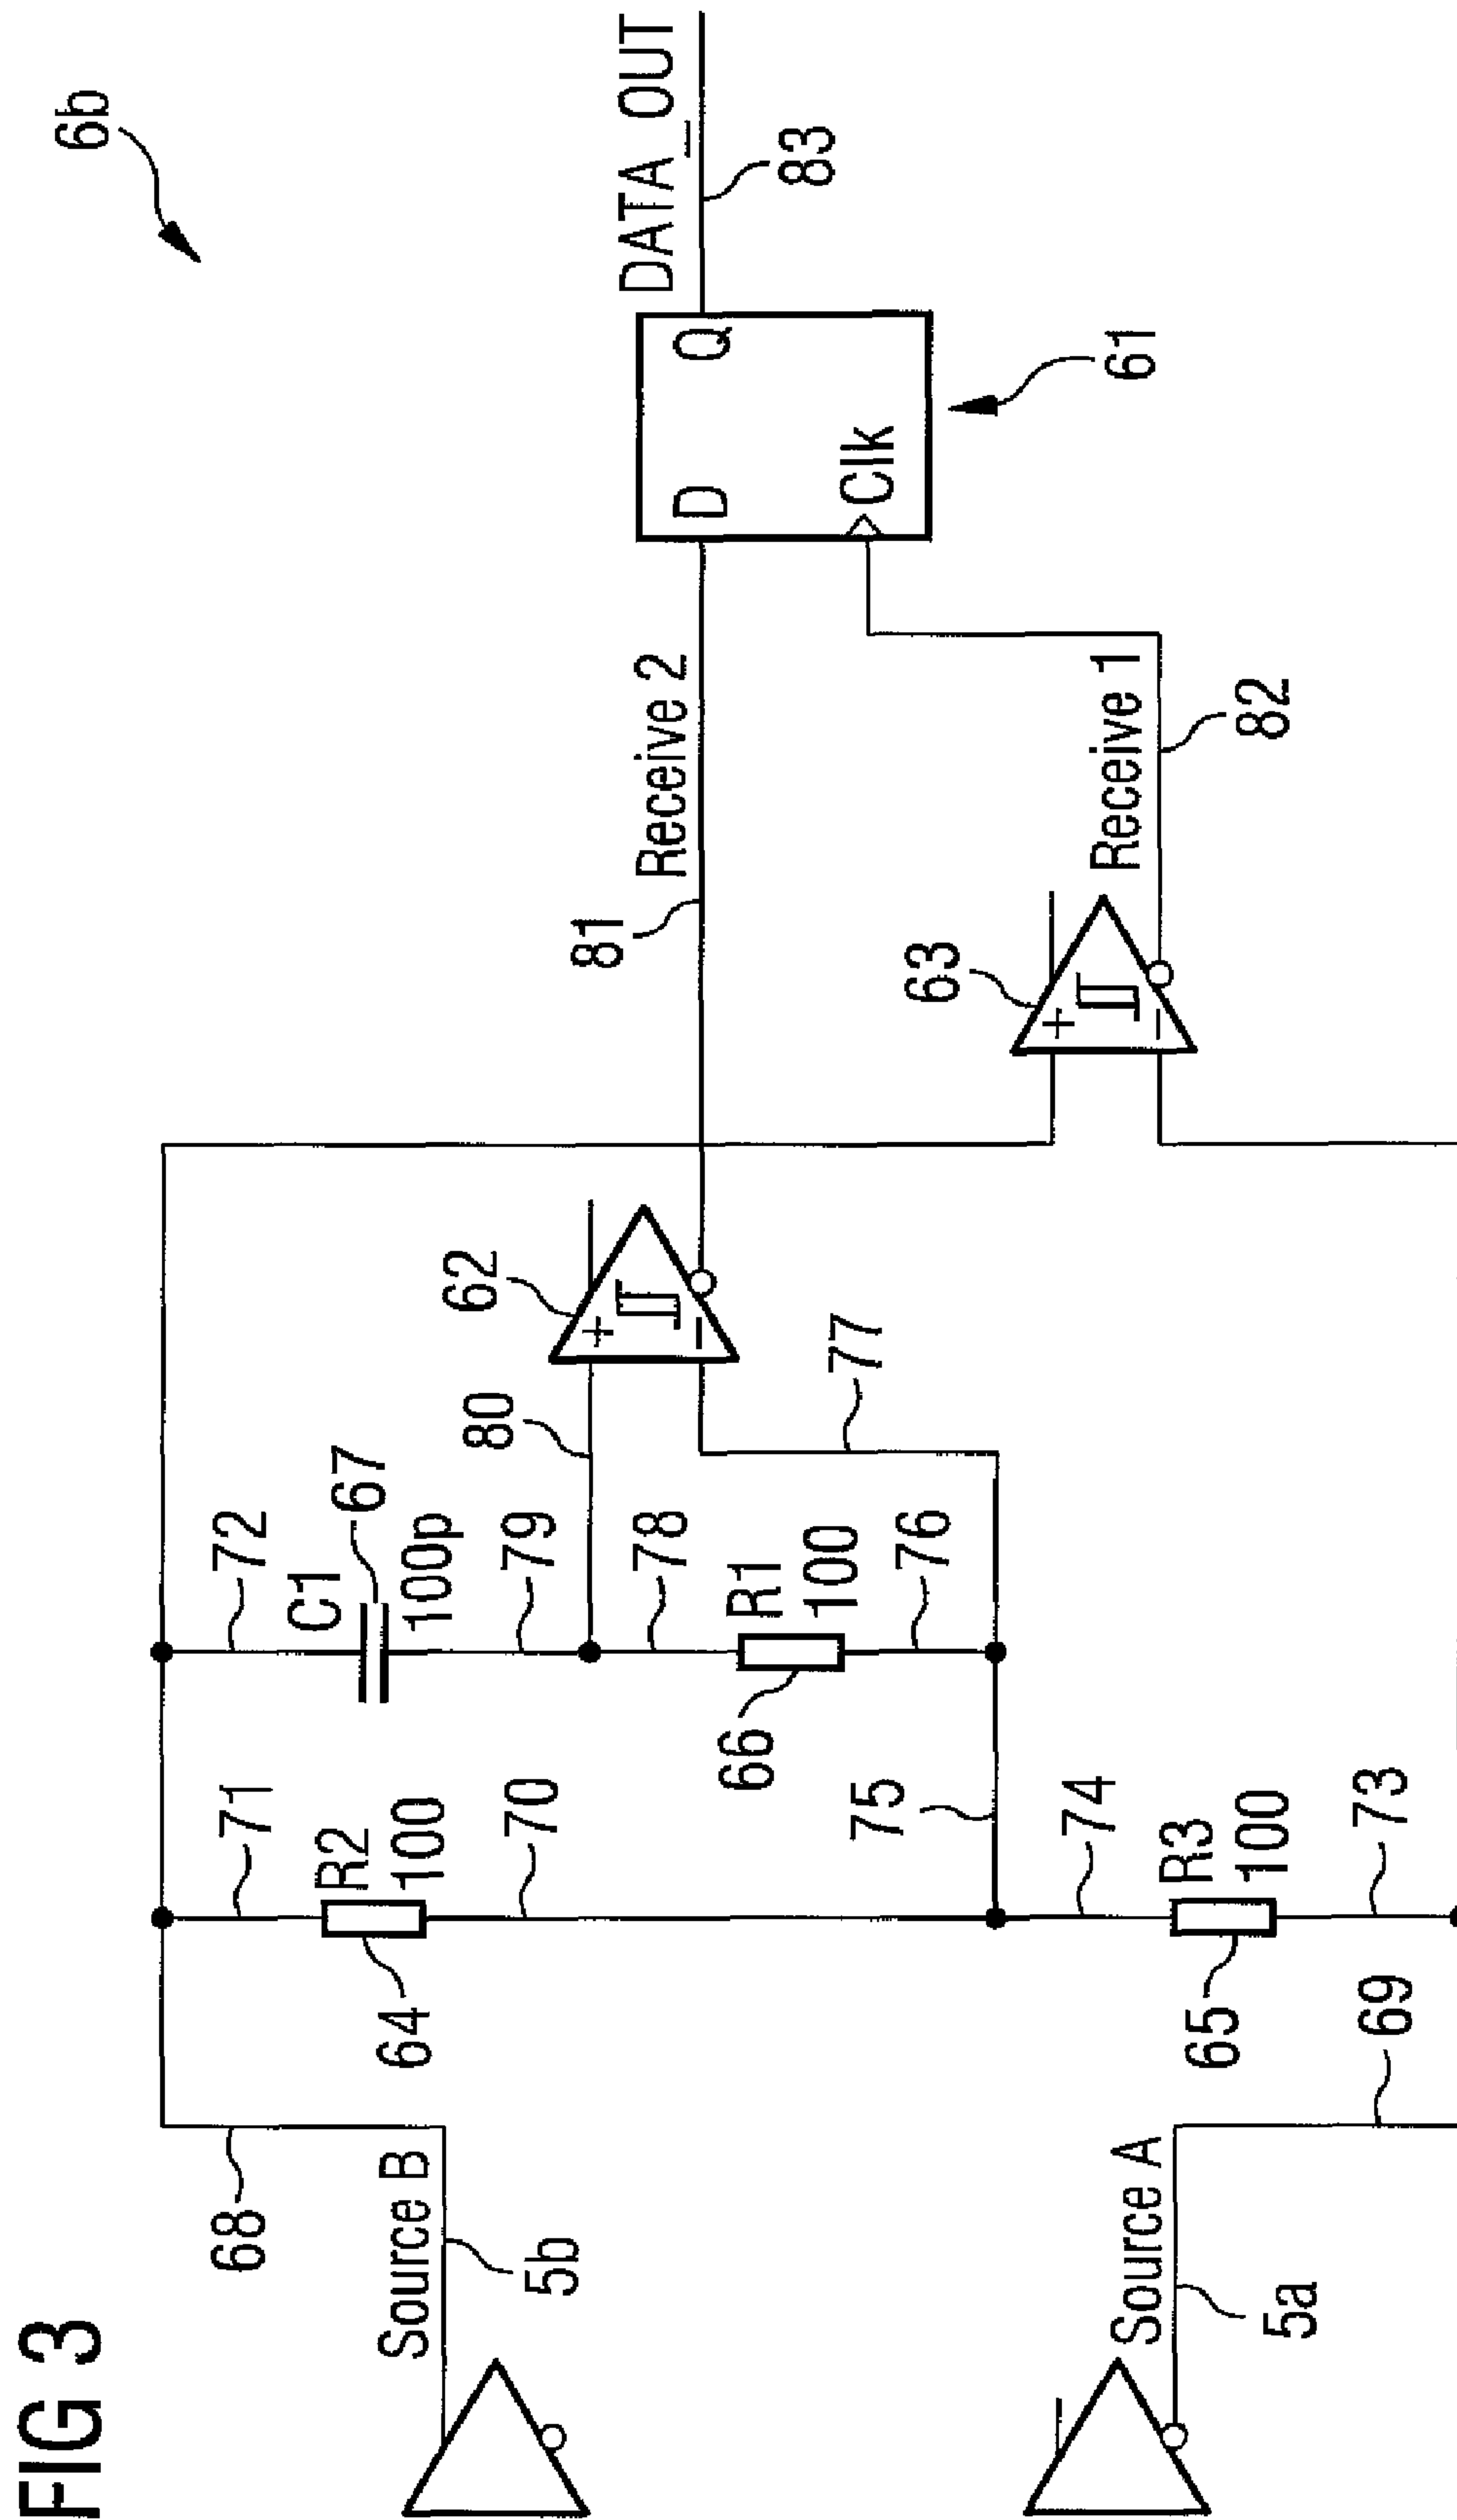 FIG 3
6b
68
Source B
5b
71
R2
100
64
70
72
C1
67
100p
79
80
78
R1
100
66
76
75
77
62
+
−
81
Receive 2
74
R3
100
65
73
69
Source A
5a
63
+
−
Receive 1
82
D
Q
Clk
61
DATA_OUT
83